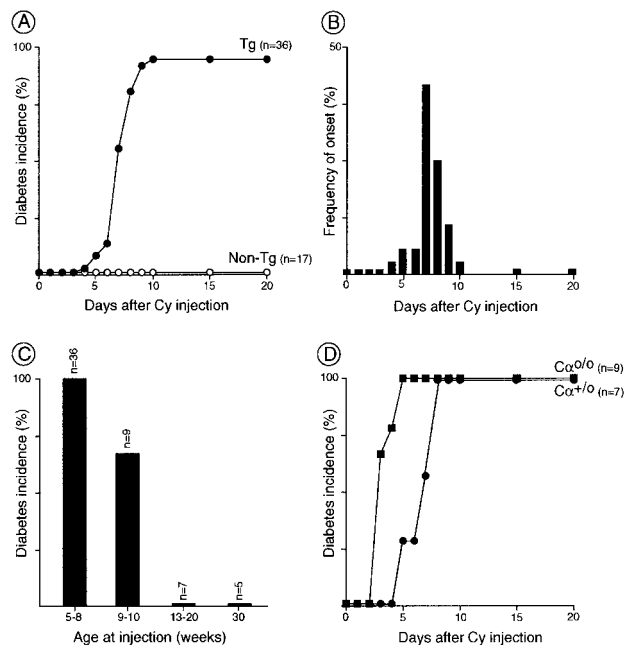 A
Tg (n=36)
100
Diabetes incidence (%)
Non-Tg (n=17)
0 5 10 15 20
Days after Cy injection
B
50
Frequency of onset (%)
0 5 10 15 20
Days after Cy injection
C
n=36
n=9
n=7
n=5
100
Diabetes incidence (%)
5-8 9-10 13-20 30
Age at injection (weeks)
D
Cα°/° (n=9)
Cα⁺/° (n=7)
100
Diabetes incidence (%)
0 5 10 15 20
Days after Cy injection